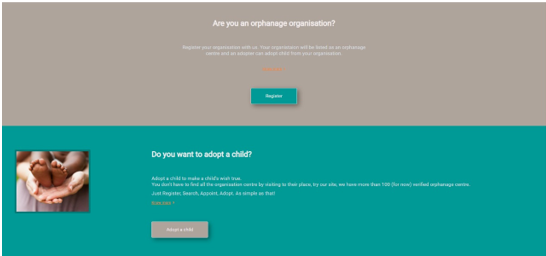 Are you an orphanage organisation?
Register your organisation with us. Your organisation will be listed as an orphanage
centre and an adopter can adopt child from your organisation
Register
Do you want to adopt a child?
Adopt a child to make a child's wish true.
You don't have to find all the organisation centre by visiting to their place, try our site, we have more than 100 (for now) verified orphanage centre.
Just Register, Search, Appoint, Adopt. As simple as that!
Adopt a child